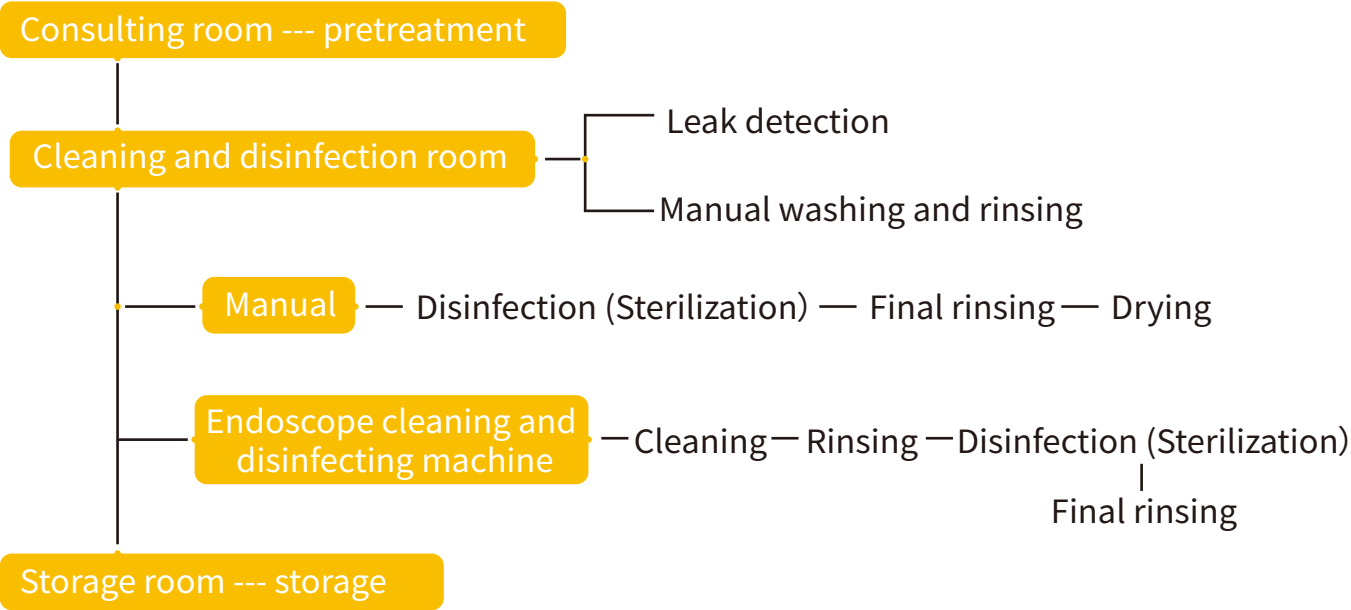 Consulting room --- pretreatment
Leak detection
Cleaning and disinfection room
Manual washing and rinsing
Manual
Disinfection (Sterilization）
Final rinsing
Drying
Endoscope cleaning and
disinfecting machine
Cleaning
Rinsing
Disinfection (Sterilization）
Final rinsing
Storage room --- storage